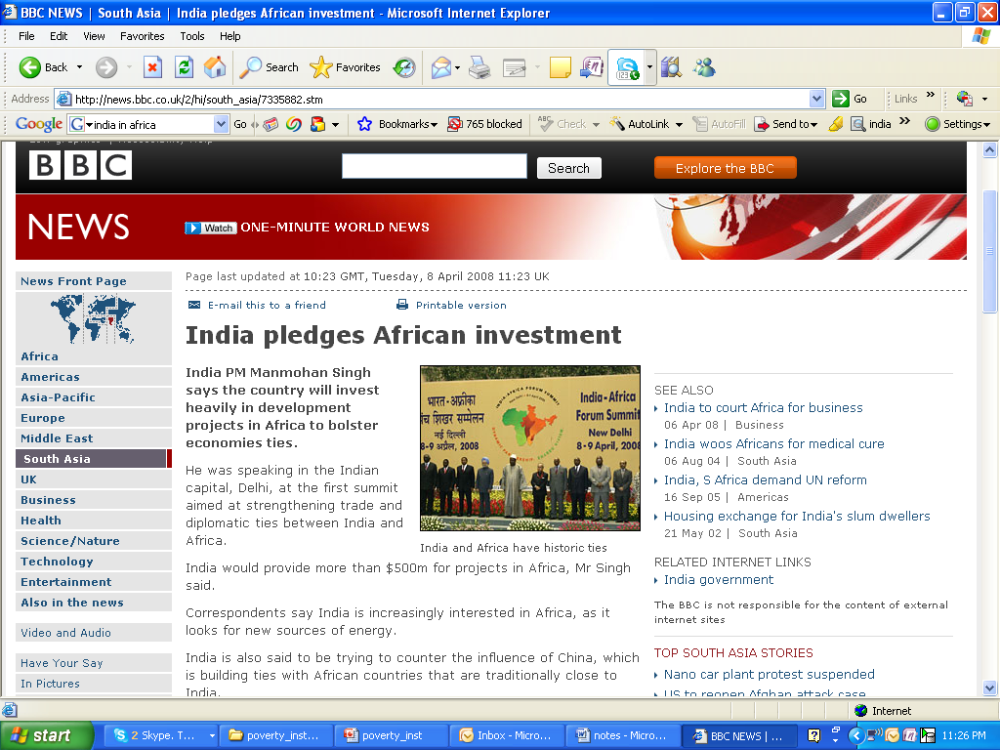 BBC NEWS | South Asia | India pledges African investment - Microsoft Internet Explorer
File Edit View Favorites Tools Help
Back Search Favorites
Address http://news.bbc.co.uk/2/hi/south_asia/7335882.stm Go Links
Google india in africa Go Bookmarks 765 blocked Check AutoLink AutoFill Send to india Settings
BBC Search Explore the BBC
NEWS Watch ONE-MINUTE WORLD NEWS
Page last updated at 10:23 GMT, Tuesday, 8 April 2008 11:23 UK
E-mail this to a friend Printable version
News Front Page
Africa
Americas
Asia-Pacific
Europe
Middle East
South Asia
UK
Business
Health
Science/Nature
Technology
Entertainment
Also in the news
Video and Audio
Have Your Say
In Pictures
India pledges African investment
India PM Manmohan Singh
says the country will invest
heavily in development
projects in Africa to bolster
economies ties.
He was speaking in the Indian
capital, Delhi, at the first summit
aimed at strengthening trade and
diplomatic ties between India and
Africa.
भारत-अफ्रीका
शिखर सम्मेलन
नई दिल्ली
8-9 अप्रैल, 2008
India-Africa
Forum Summit
New Delhi
8-9 April, 2008
India and Africa have historic ties
India would provide more than $500m for projects in Africa, Mr Singh
said.
Correspondents say India is increasingly interested in Africa, as it
looks for new sources of energy.
India is also said to be trying to counter the influence of China, which
is building ties with African countries that are traditionally close to
India.
SEE ALSO
India to court Africa for business
06 Apr 08 | Business
India woos Africans for medical cure
06 Aug 04 | South Asia
India, S Africa demand UN reform
16 Sep 05 | Americas
Housing exchange for India's slum dwellers
21 May 02 | South Asia
RELATED INTERNET LINKS
India government
The BBC is not responsible for the content of external
internet sites
TOP SOUTH ASIA STORIES
Nano car plant protest suspended
US to reopen Afghan attack case
Internet
start 2 Skype. T... poverty_inst... poverty_inst Inbox - Micro... notes - Micro... BBC NEWS | ... 11:26 PM